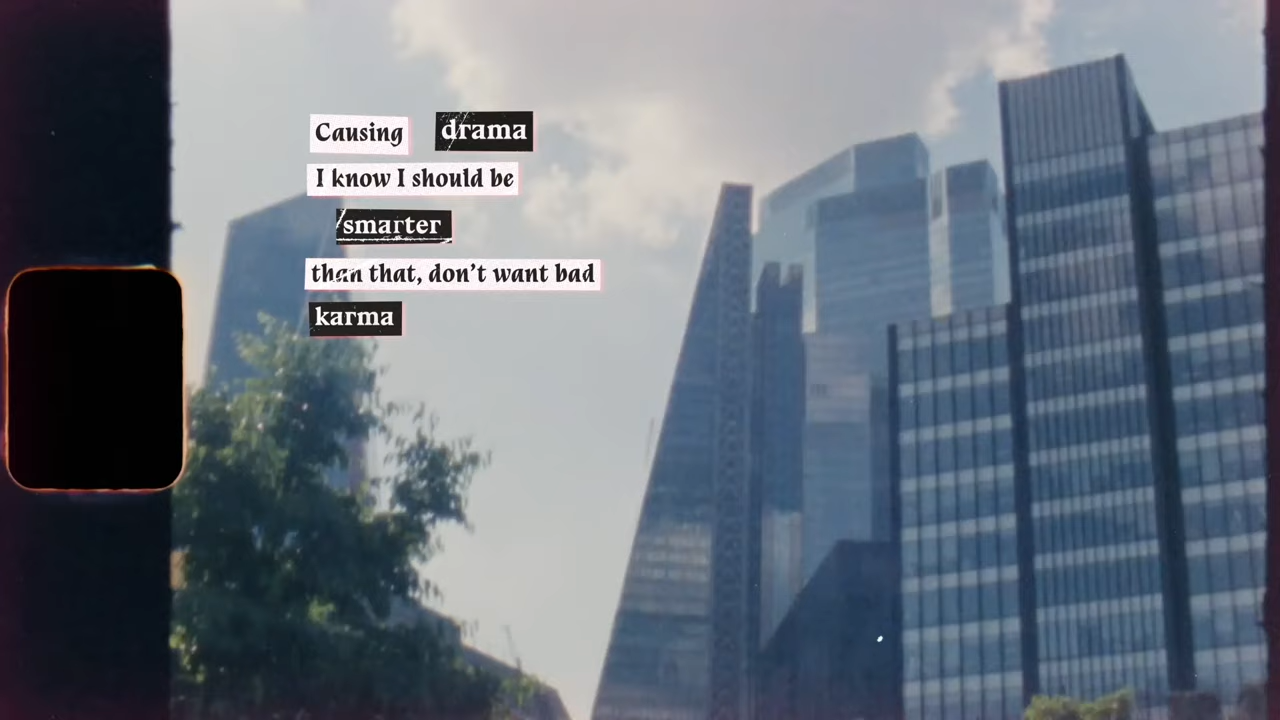 Causing drama
I know I should be
smarter
than that, don't want bad
karma